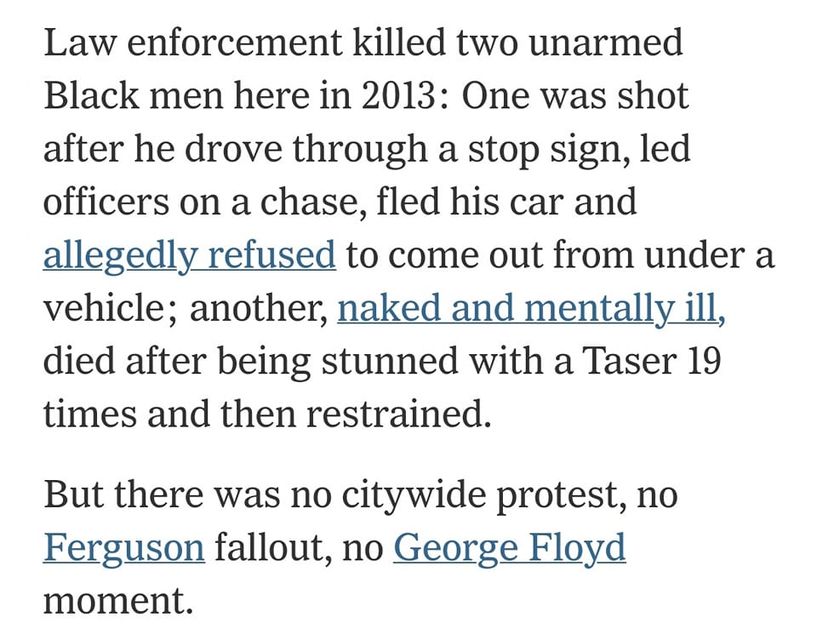 Law enforcement killed two unarmed
Black men here in 2013: One was shot
after he drove through a stop sign, led
officers on a chase, fled his car and
allegedly refused to come out from under a
vehicle; another, naked and mentally ill,
died after being stunned with a Taser 19
times and then restrained.
But there was no citywide protest, no
Ferguson fallout, no George Floyd
moment.